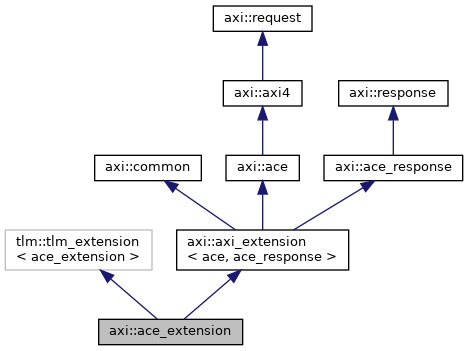 axi::request
axi::axi4
axi::response
axi::common
axi::ace
axi::ace_response
tlm::tlm_extension
< ace_extension >
axi::axi_extension
< ace, ace_response >
axi::ace_extension